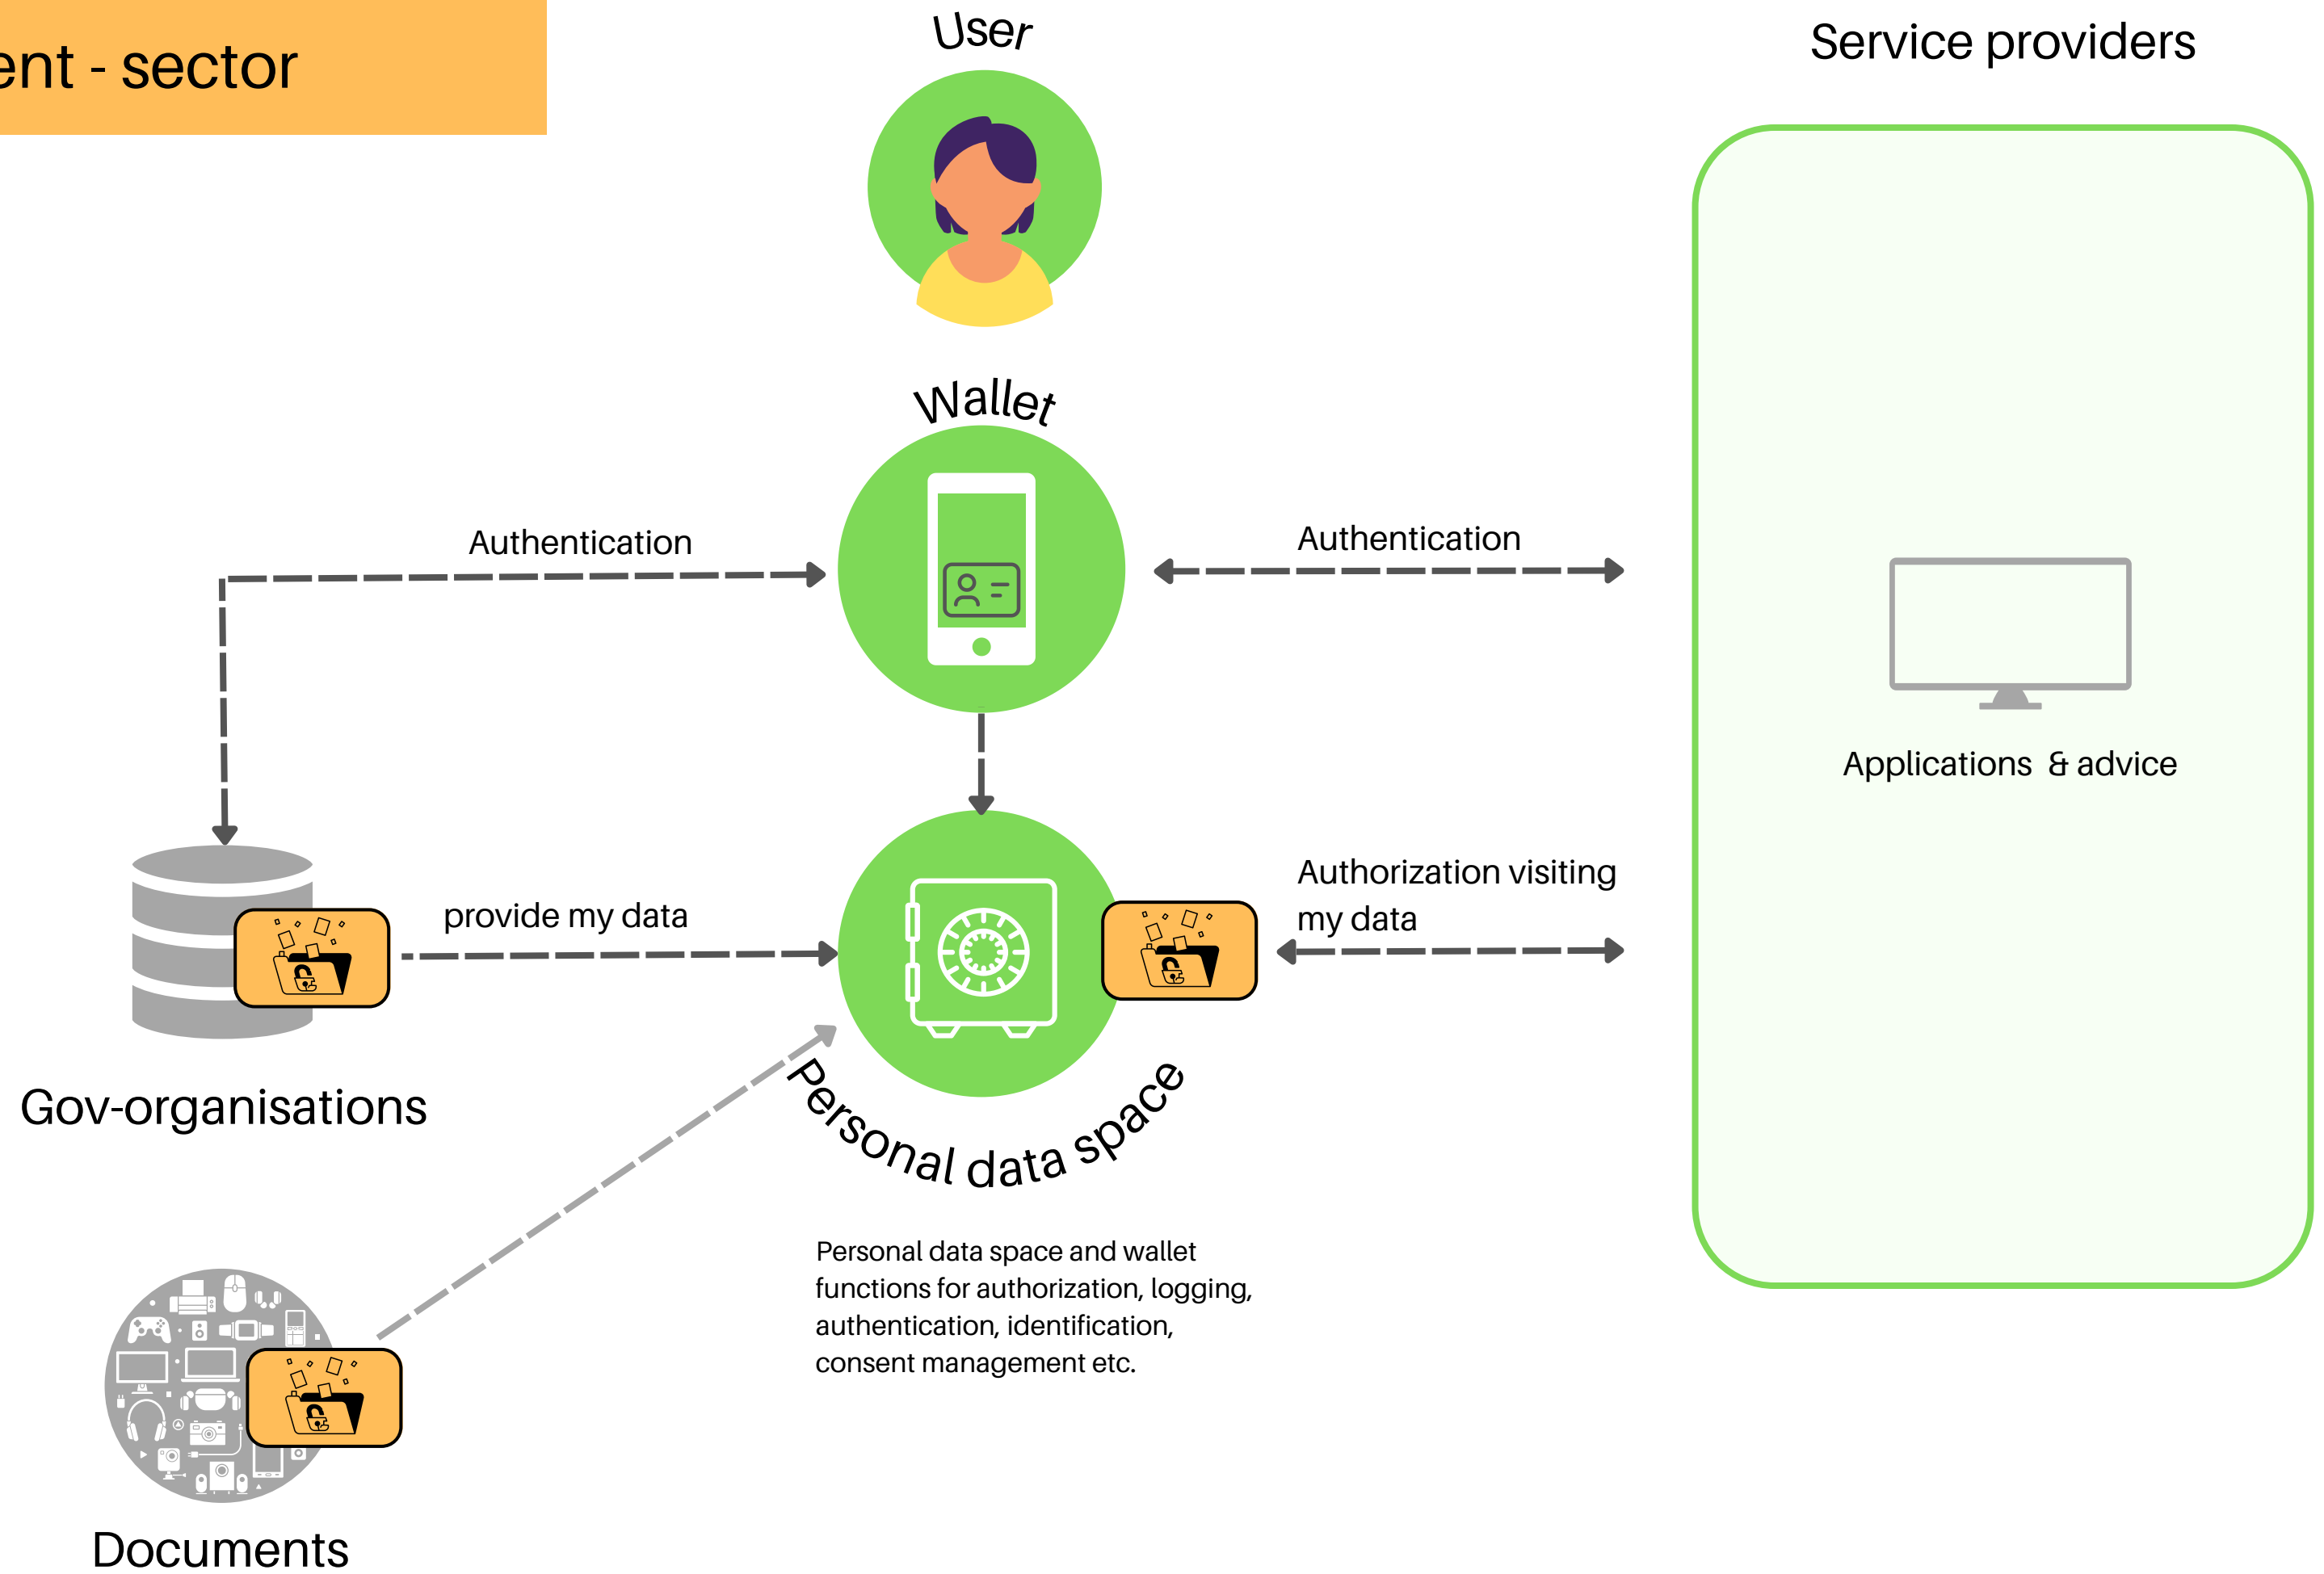 - sector
User
Service providers
Wallet
Authentication
Authentication
Applications & advice
Authorization visiting
my data
provide my data
Gov-organisations
Personal data space
Personal data space and wallet
functions for authorization, logging,
authentication, identification,
consent management etc.
Documents